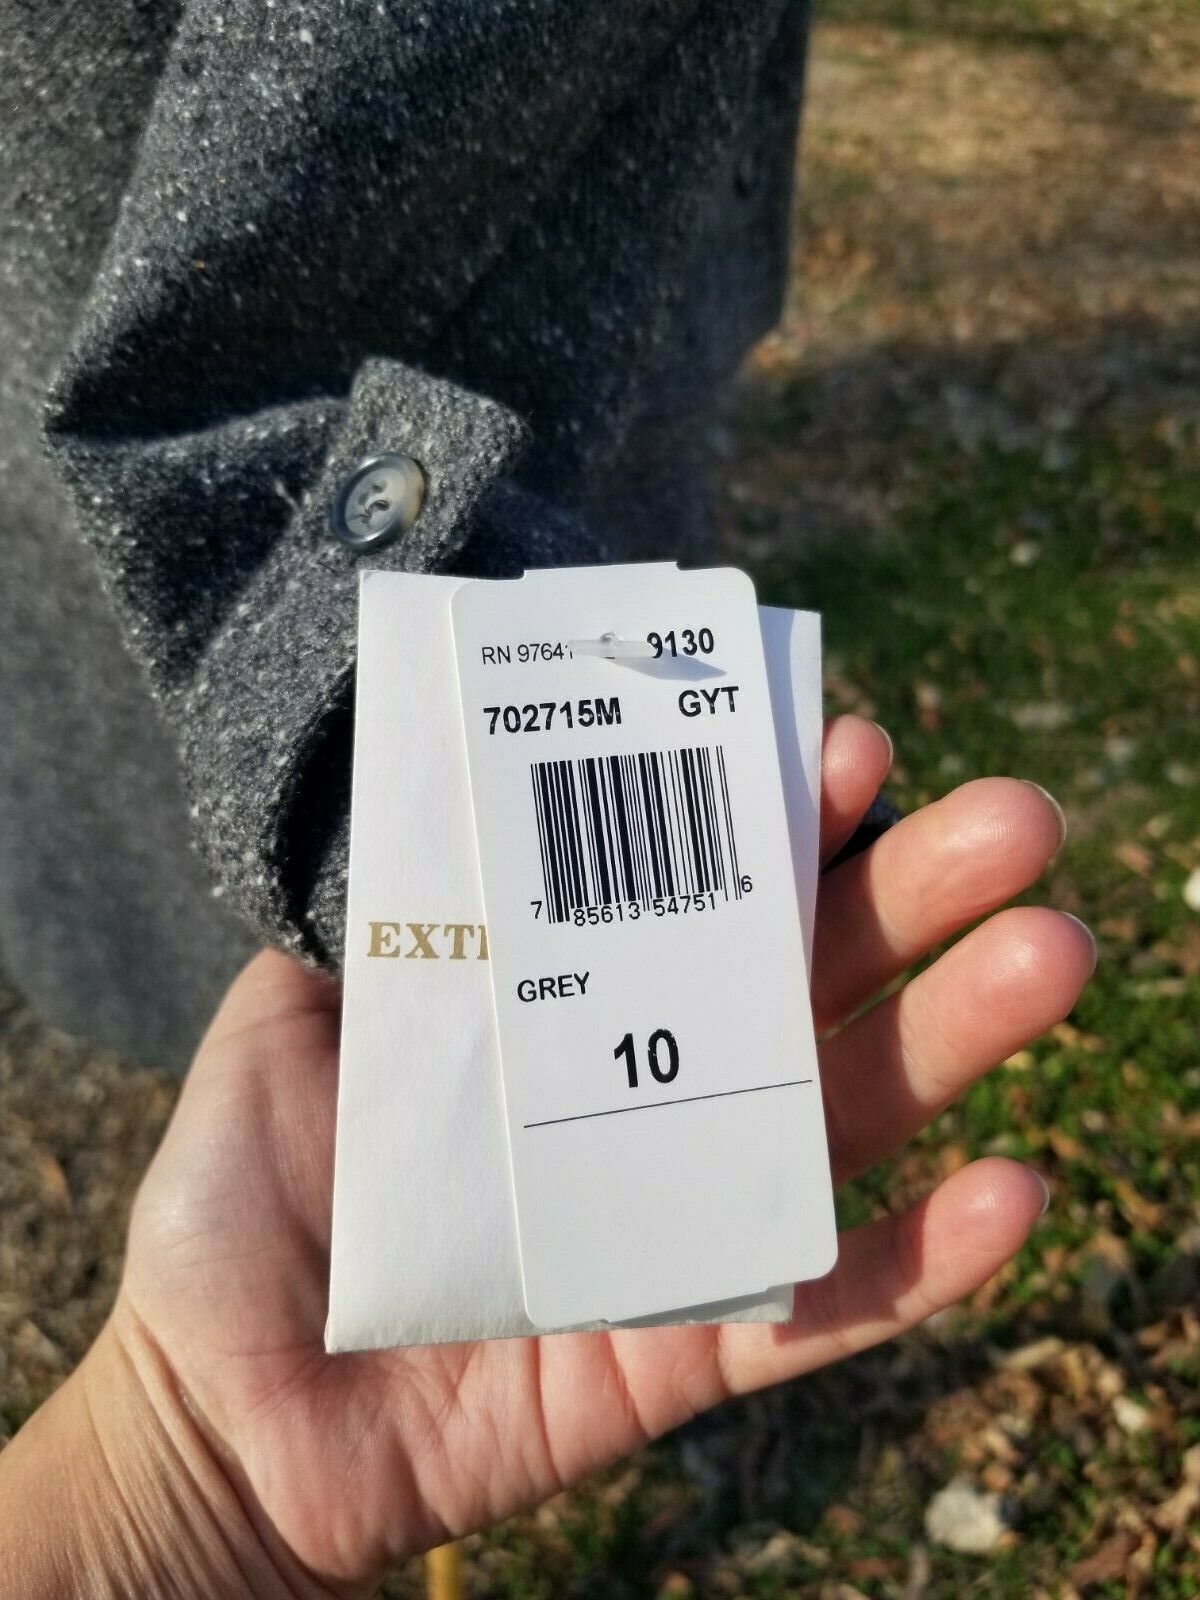 RN 97641 9130
702715M GYT
7 85613 54751 6
EXT
GREY
10